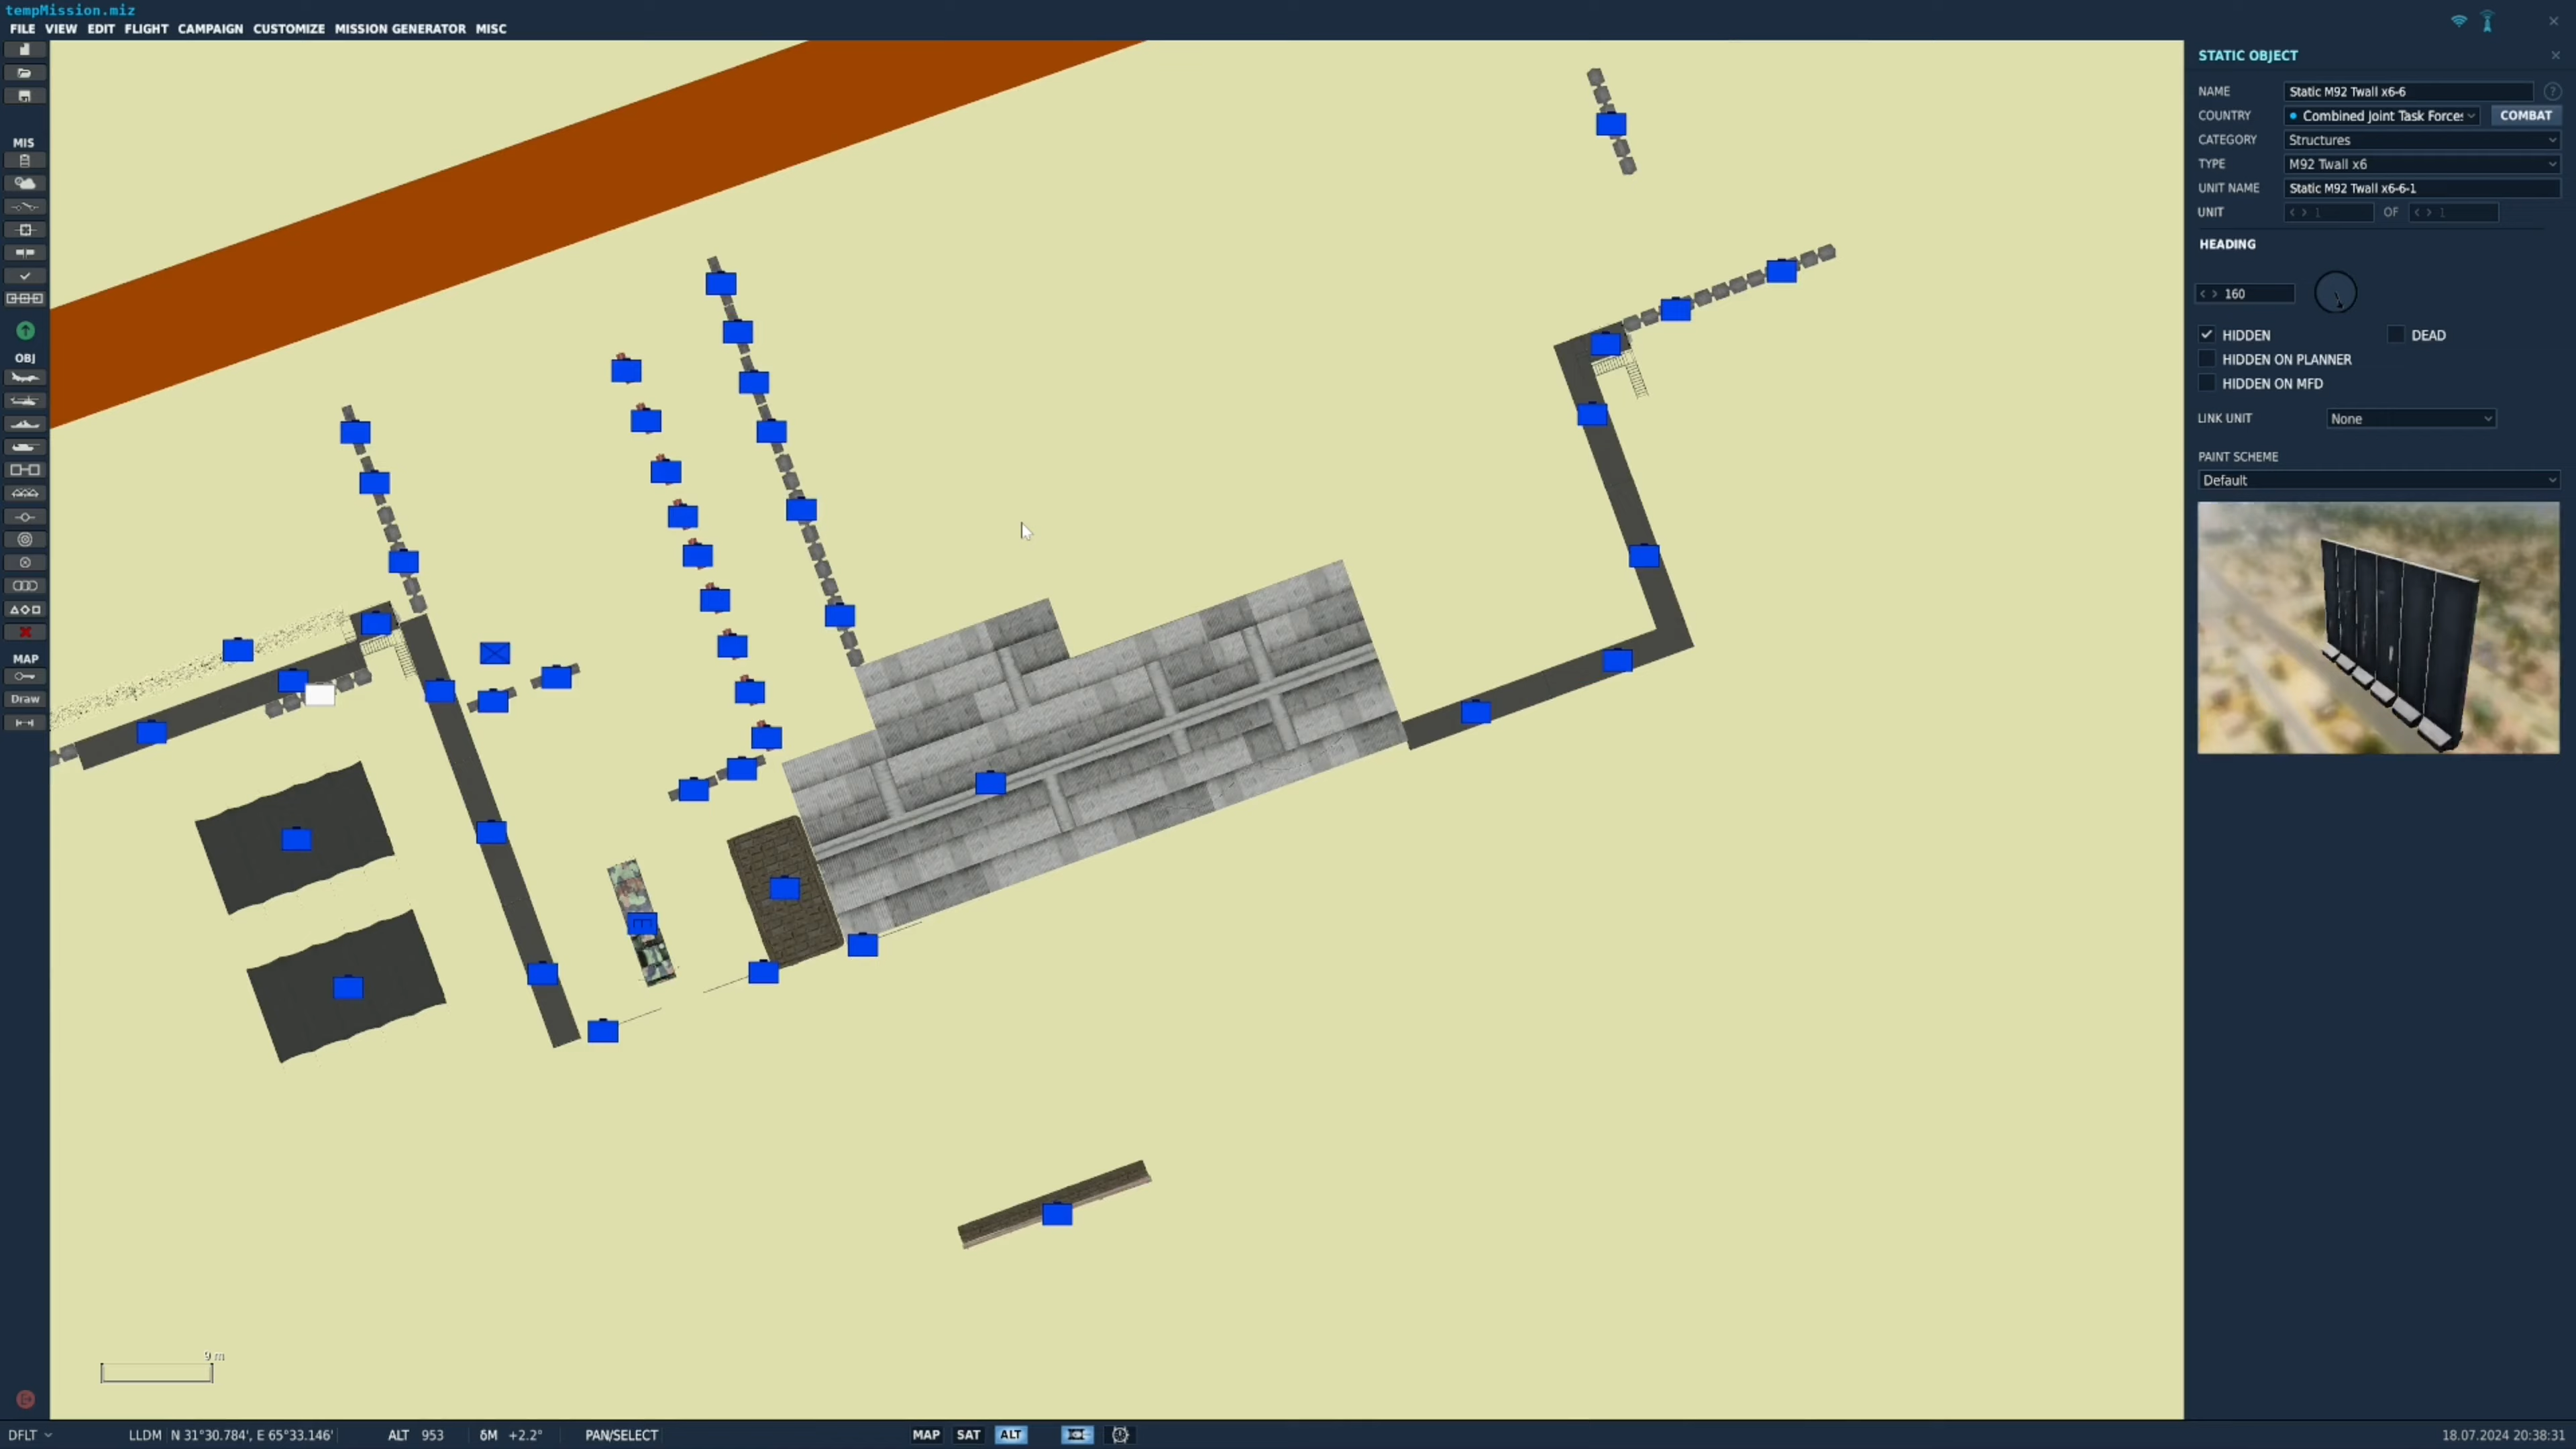 tempMission.miz
FILE VIEW EDIT FLIGHT CAMPAIGN CUSTOMIZE MISSION GENERATOR MISC
MIS
OBJ
MAP
Draw
9 m
STATIC OBJECT
NAME Static M92 Twall x6-6 ?
COUNTRY Combined Joint Task Forces COMBAT
CATEGORY Structures
TYPE M92 Twall x6
UNIT NAME Static M92 Twall x6-6-1
UNIT < > 1 OF < > 1
HEADING
< > 160
HIDDEN DEAD
HIDDEN ON PLANNER
HIDDEN ON MFD
LINK UNIT None
PAINT SCHEME
Default
DFLT LLDM N 31°30.784', E 65°33.146' ALT 953 δM +2.2° PAN/SELECT MAP SAT ALT 18.07.2024 20:38:31